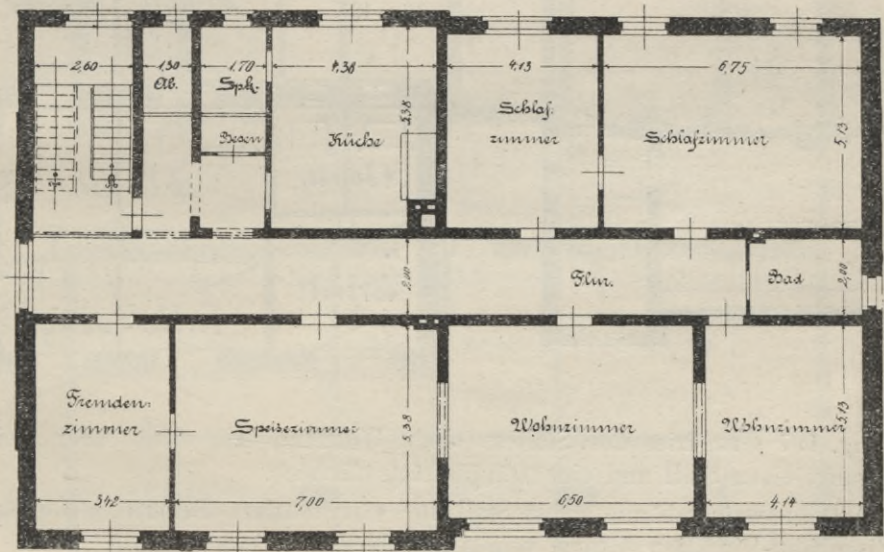 2,60
1,30
Ab.
1,70
Spk.
Besen
4,38
5,38
Küche
4,13
Schlaf-
zimmer
6,75
Schlafzimmer
5,13
2,00
Flur.
Bad
2,00
Fremden-
zimmer
3,42
Speisezimmer
7,00
5,38
Wohnzimmer
6,50
Wohnzimmer
5,13
4,14